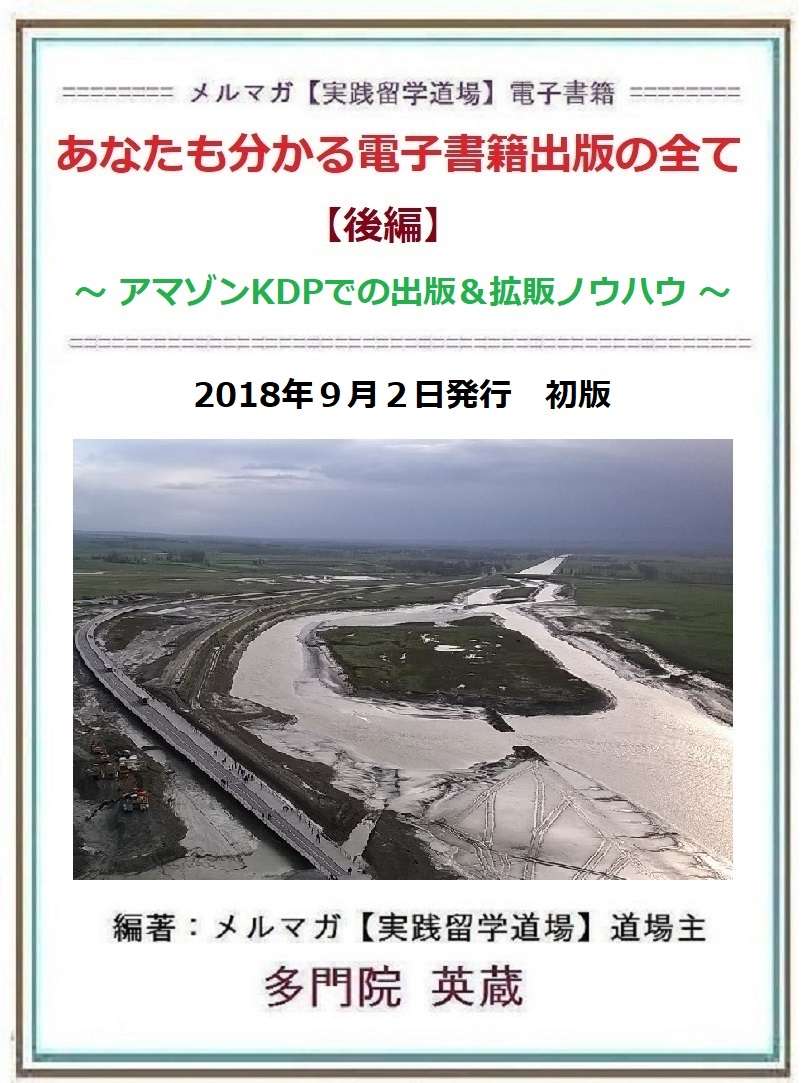 ======== メルマガ【実践留学道場】電子書籍 ========
あなたも分かる電子書籍出版の全て
【後編】
～ アマゾンKDPでの出版＆拡販ノウハウ ～
==================================================
2018年９月２日発行　初版
編著：メルマガ【実践留学道場】道場主
多門院 英蔵